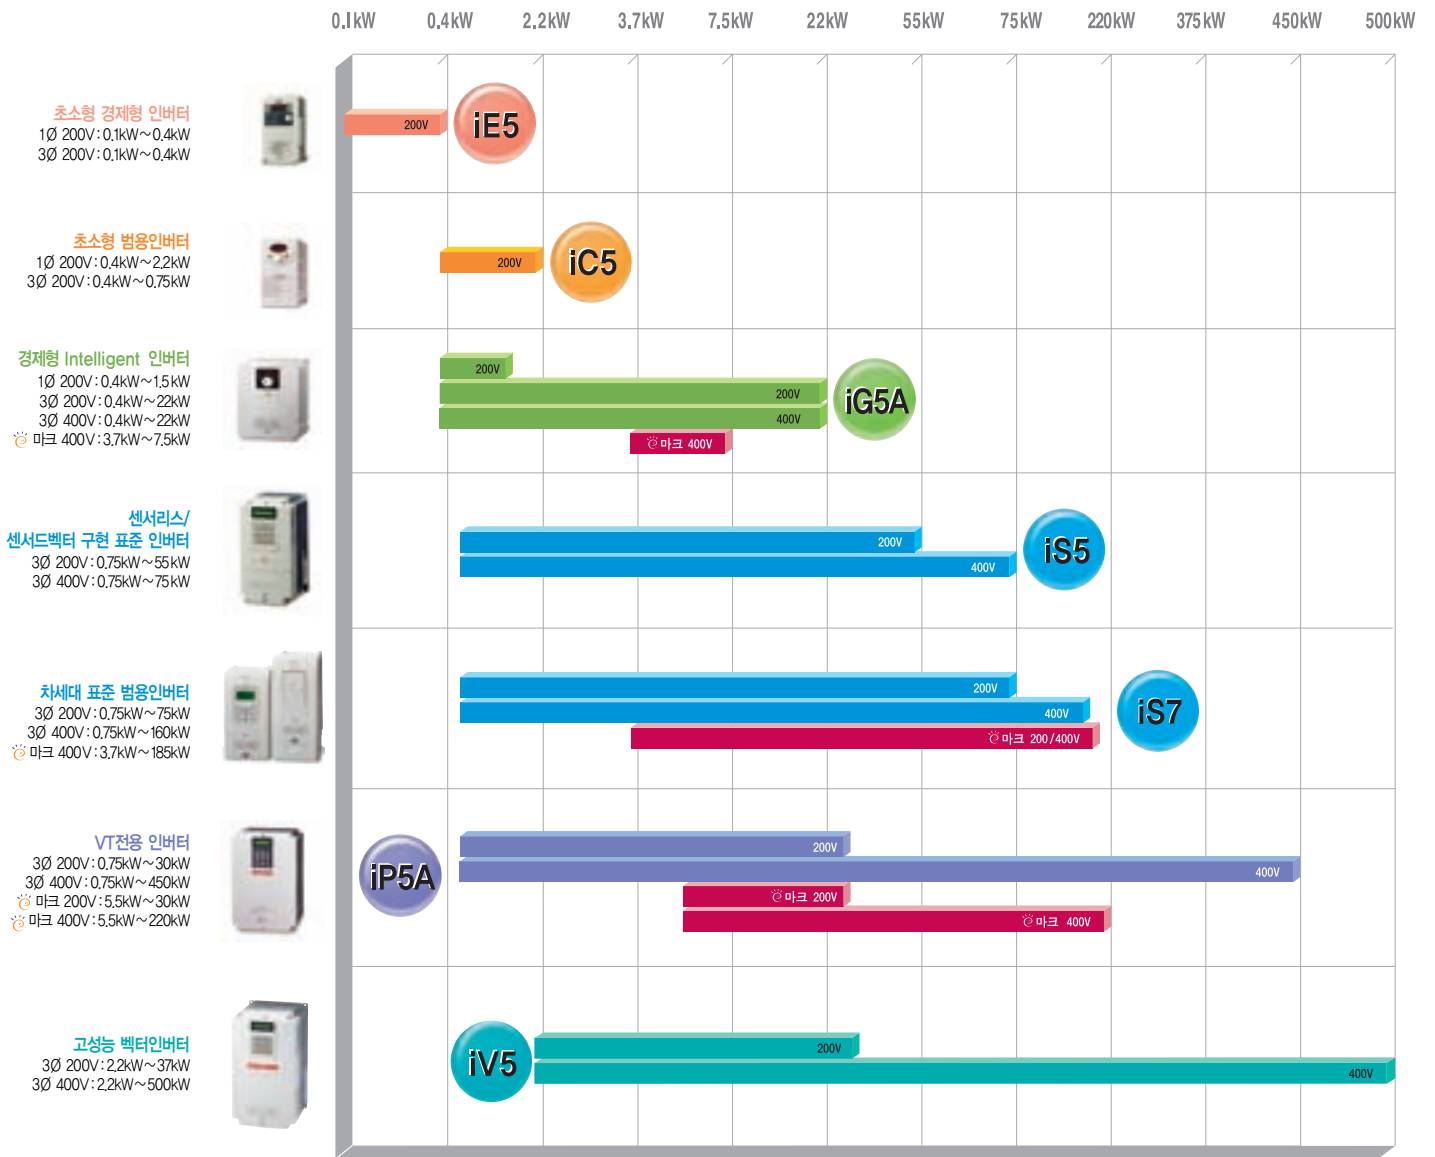 0.1kW 0.4kW 2.2kW 3.7kW 7.5kW 22kW 55kW 75kW 220kW 375kW 450kW 500kW
초소형 경제형 인버터
1Ø 200V : 0.1kW~0.4kW
3Ø 200V : 0.1kW~0.4kW
200V
iE5
초소형 범용인버터
1Ø 200V : 0.4kW~2.2kW
3Ø 200V : 0.4kW~0.75kW
200V
iC5
경제형 Intelligent 인버터
1Ø 200V : 0.4kW~1.5kW
3Ø 200V : 0.4kW~22kW
3Ø 400V : 0.4kW~22kW
e 마크 400V : 3.7kW~7.5kW
200V
200V
400V
e 마크 400V
iG5A
센서리스/
센서드벡터 구현 표준 인버터
3Ø 200V : 0.75kW~55kW
3Ø 400V : 0.75kW~75kW
200V
400V
iS5
차세대 표준 범용인버터
3Ø 200V : 0.75kW~75kW
3Ø 400V : 0.75kW~160kW
e 마크 400V : 3.7kW~185kW
200V
400V
e 마크 200/400V
iS7
VT전용 인버터
3Ø 200V : 0.75kW~30kW
3Ø 400V : 0.75kW~450kW
e 마크 200V : 5.5kW~30kW
e 마크 400V : 5.5kW~220kW
iP5A
200V
400V
e 마크 200V
e 마크 400V
고성능 벡터인버터
3Ø 200V : 2.2kW~37kW
3Ø 400V : 2.2kW~500kW
iV5
200V
400V